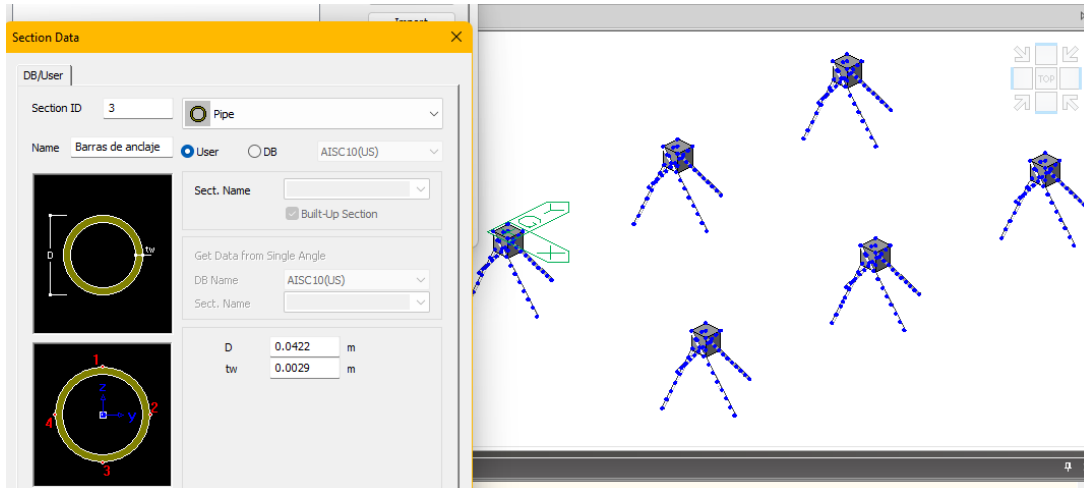 Import
Section Data
DB/User
Section ID 3 Pipe
Name Barras de andaje User DB AISC10(US)
Sect. Name
Built-Up Section
Get Data from Single Angle
DB Name AISC10(US)
Sect. Name
D 0.0422 m
tw 0.0029 m
D tw
1
z
4 y 2
3
TOP
G Y
X